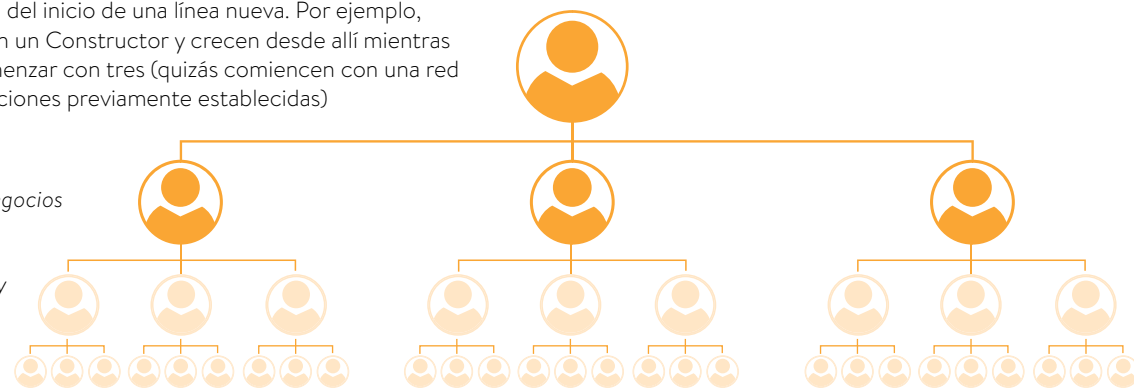 del inicio de una línea nueva. Por ejemplo,
un Constructor y crecen desde allí mientras
menzar con tres (quizás comiencen con una red
ciones previamente establecidas)
gocios
y